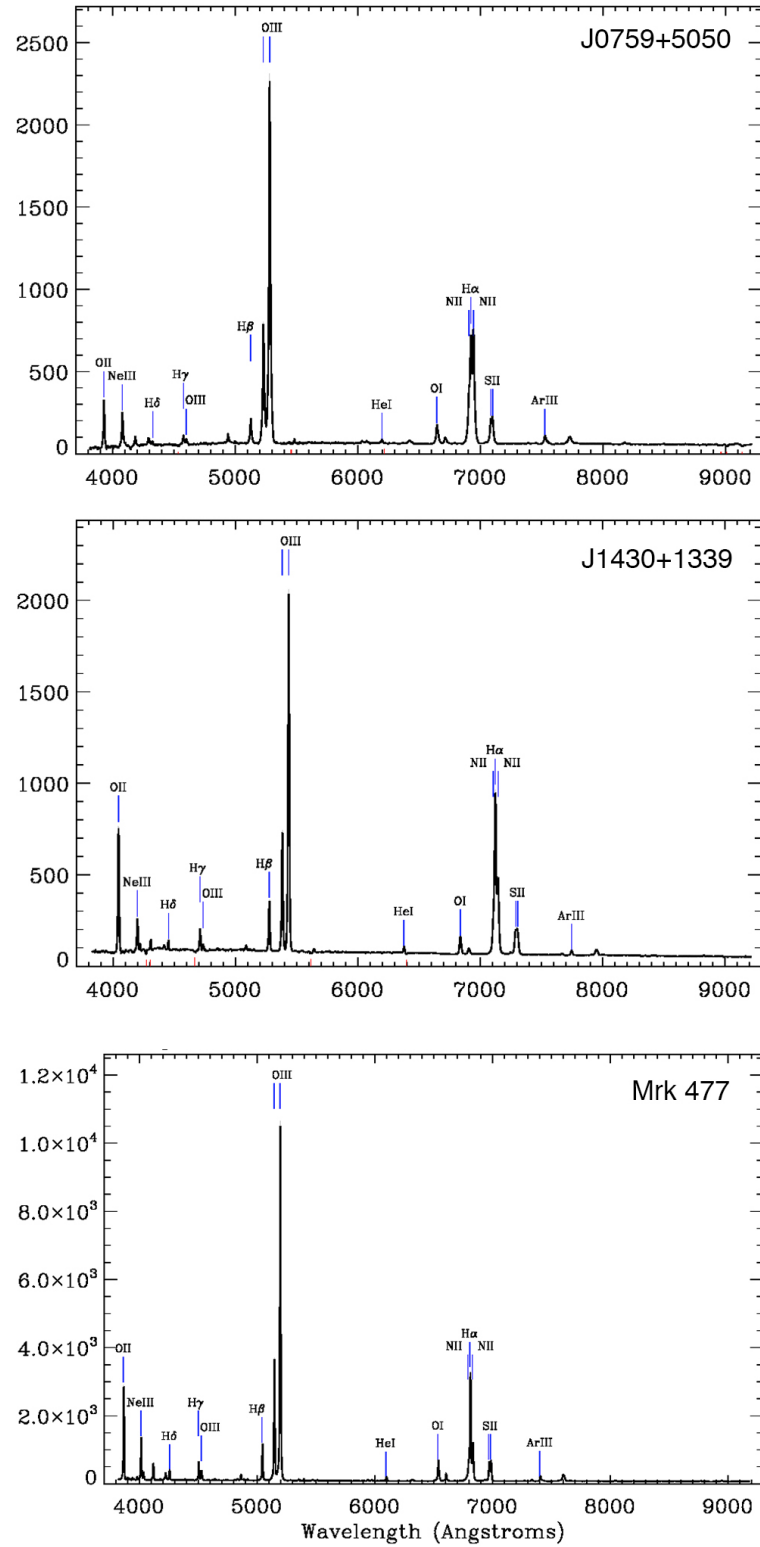 J0759+5050
OIII
2500
2000
1500
1000
Hα
NII NII
Hβ
500
OII
NeIII
Hγ
Hδ
OIII
HeI
OI
SII
ArIII
0
4000 5000 6000 7000 8000 9000
J1430+1339
OIII
2000
1500
1000
Hα
NII NII
OII
500
NeIII
Hδ
Hγ
OIII
Hβ
HeI
OI
SII
ArIII
0
4000 5000 6000 7000 8000 9000
Mrk 477
OIII
1.2×10⁴
1.0×10⁴
8.0×10³
6.0×10³
4.0×10³
Hα
NII NII
OII
2.0×10³
NeIII
Hδ
Hγ
OIII
Hβ
HeI
OI
SII
ArIII
0
4000 5000 6000 7000 8000 9000
Wavelength (Angstroms)